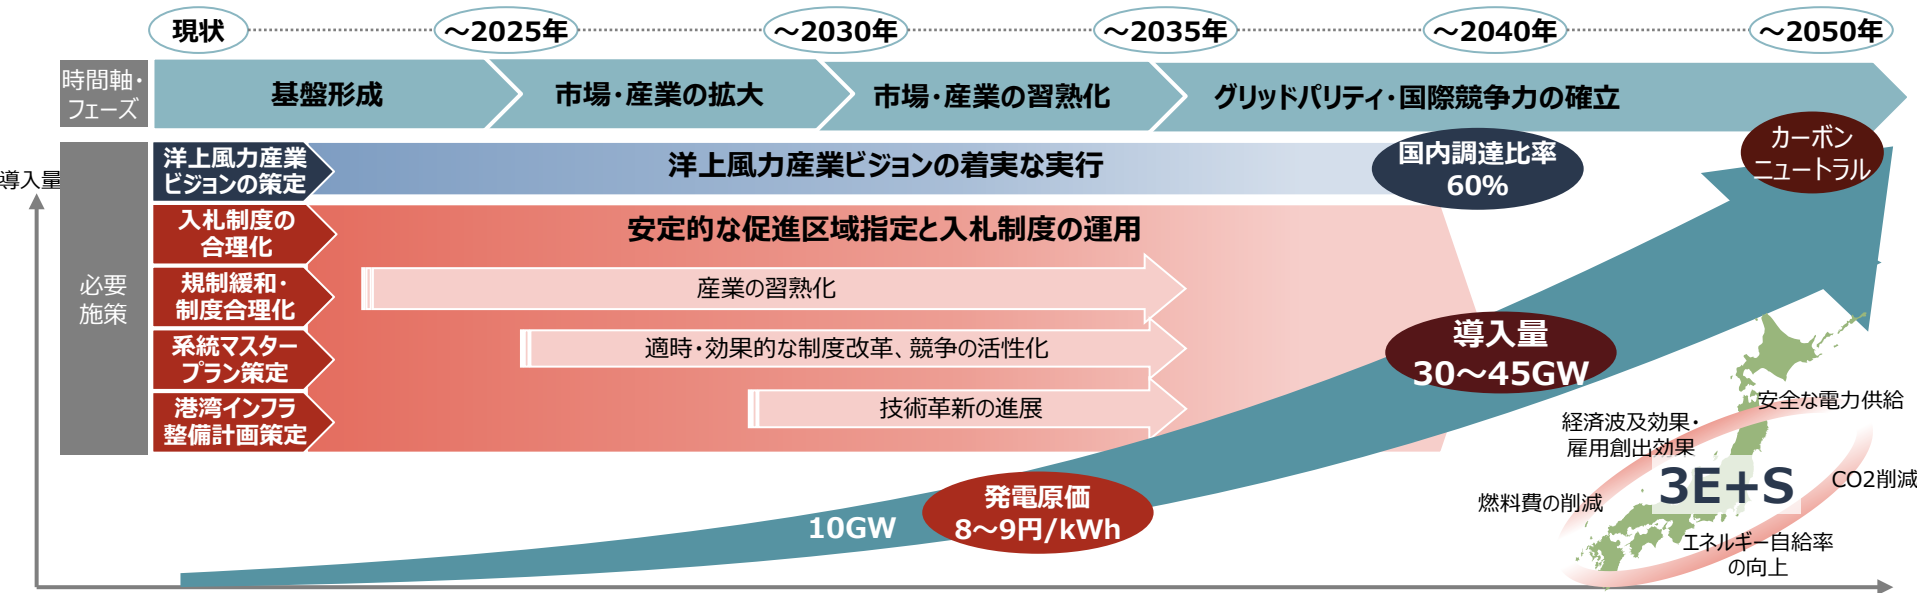 現状
～2025年
～2030年
～2035年
～2040年
～2050年
時間軸・
フェーズ
基盤形成
市場・産業の拡大
市場・産業の習熟化
グリッドパリティ・国際競争力の確立
導入量
必要
施策
洋上風力産業
ビジョンの策定
洋上風力産業ビジョンの着実な実行
国内調達比率
60%
カーボン
ニュートラル
入札制度の
合理化
安定的な促進区域指定と入札制度の運用
規制緩和・
制度合理化
産業の習熟化
系統マスター
プラン策定
適時・効果的な制度改革、競争の活性化
港湾インフラ
整備計画策定
技術革新の進展
導入量
30～45GW
10GW
発電原価
8～9円/kWh
安全な電力供給
経済波及効果・
雇用創出効果
3E+S
CO2削減
燃料費の削減
エネルギー自給率
の向上